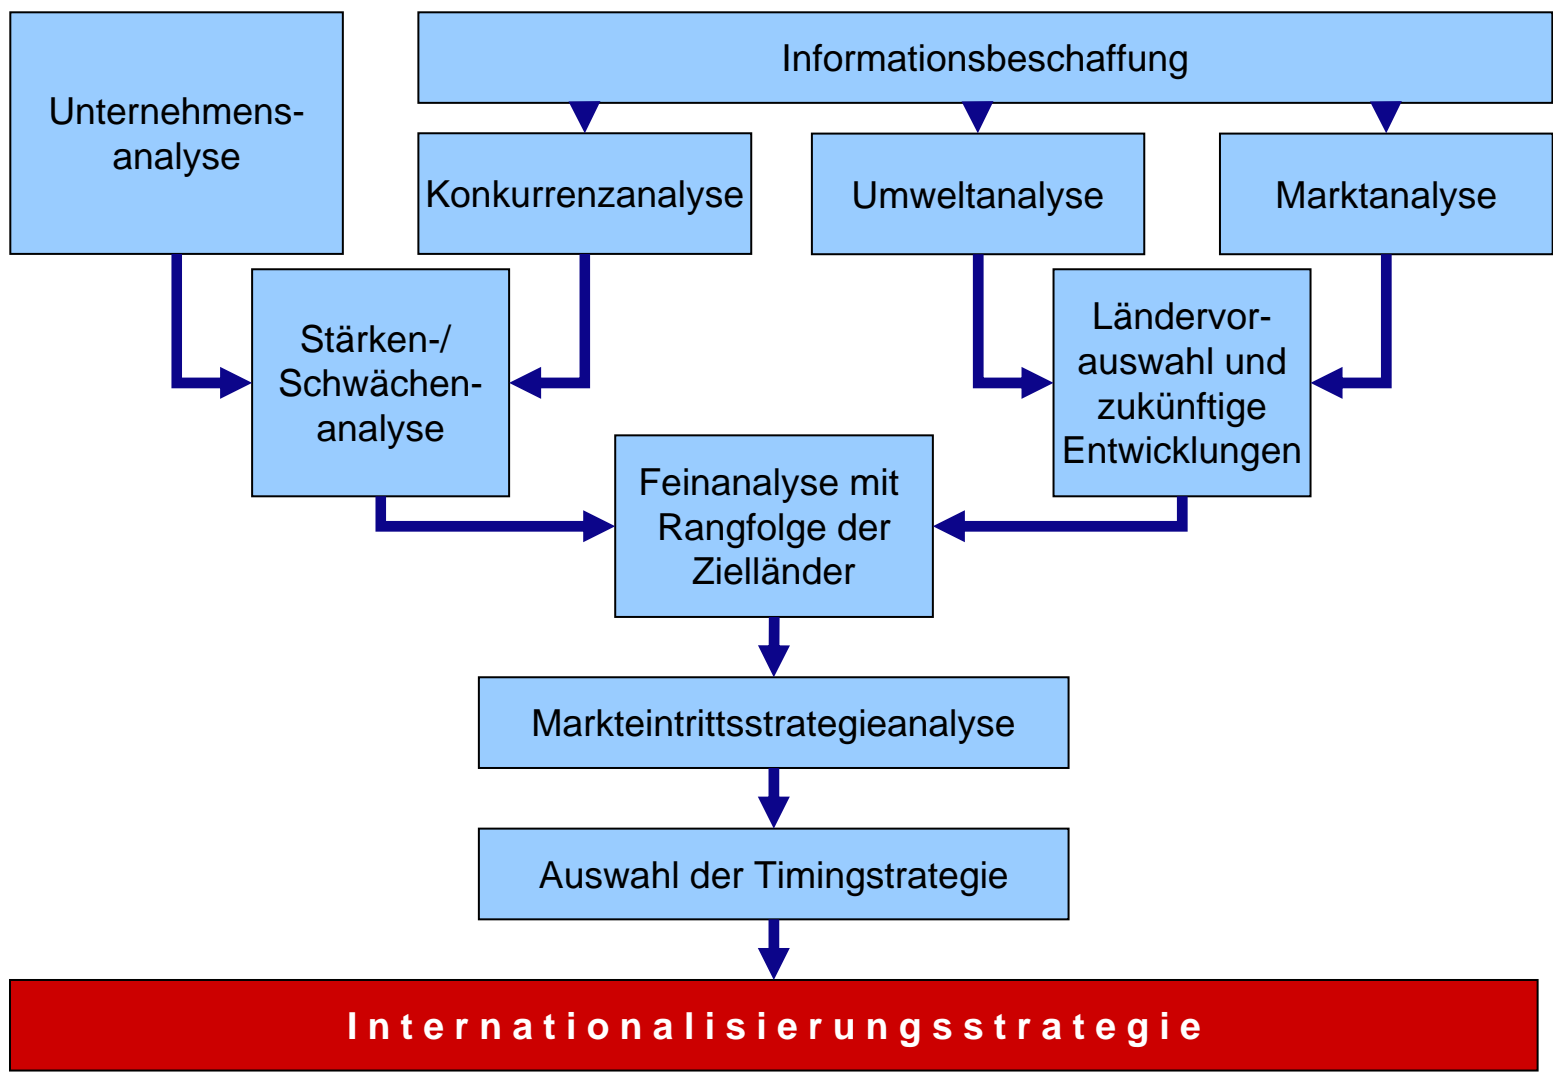 Unternehmens-
analyse
Informationsbeschaffung
Konkurrenzanalyse
Umweltanalyse
Marktanalyse
Stärken-/
Schwächen-
analyse
Ländervor-
auswahl und
zukünftige
Entwicklungen
Feinanalyse mit
Rangfolge der
Zielländer
Markteintrittsstrategieanalyse
Auswahl der Timingstrategie
Internationalisierungsstrategie